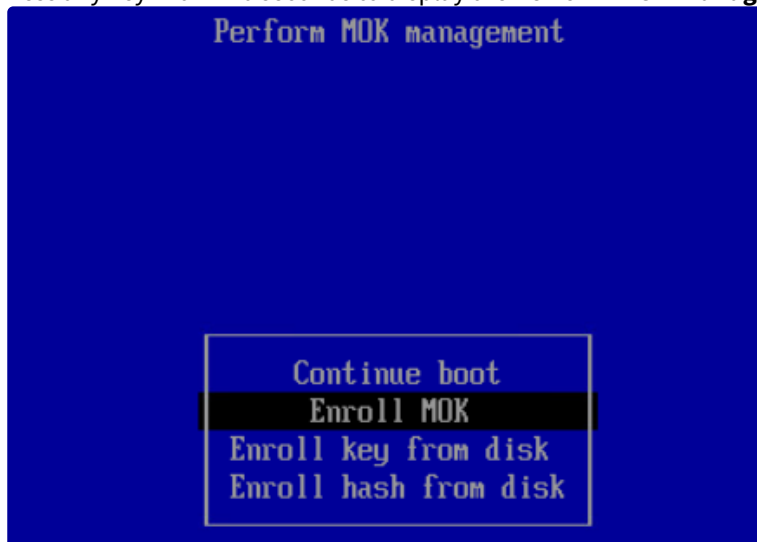 Perform MOK management
Continue boot
Enroll MOK
Enroll key from disk
Enroll hash from disk